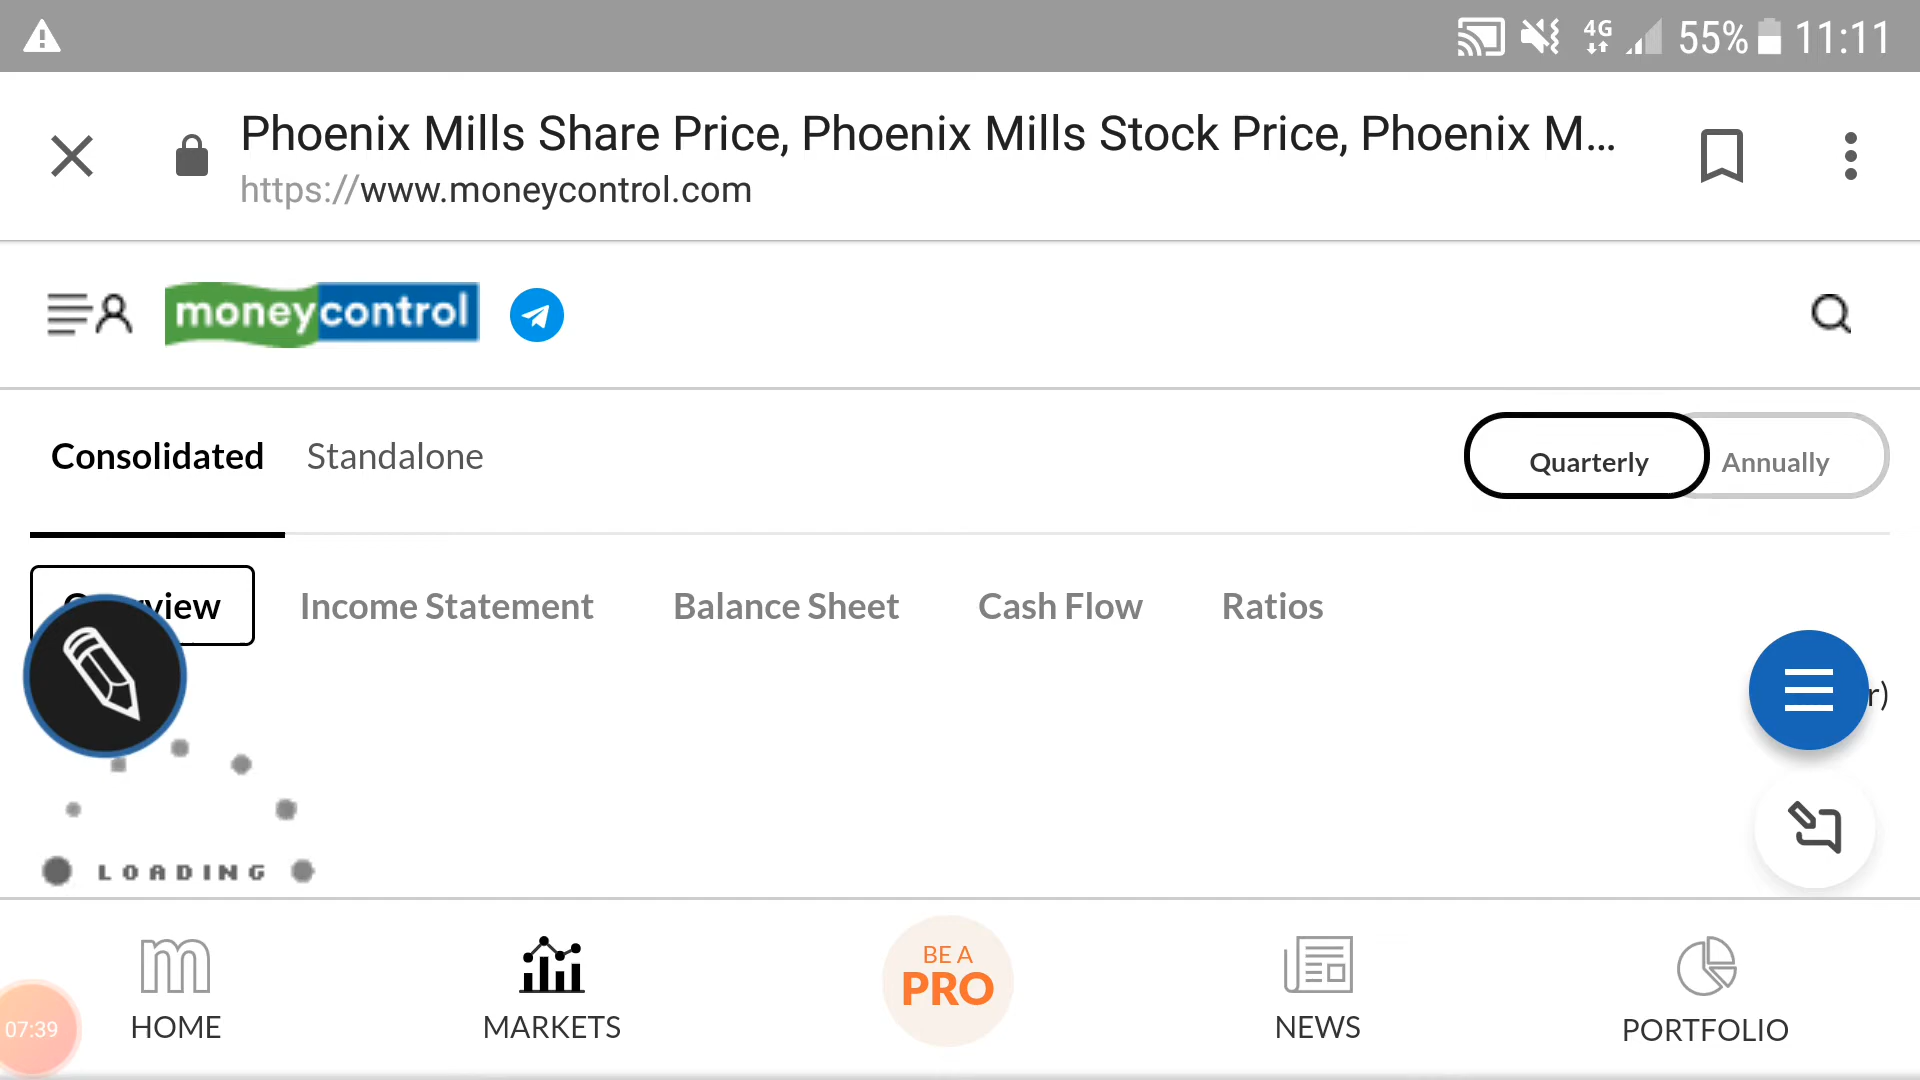 4G 55% 11:11
Phoenix Mills Share Price, Phoenix Mills Stock Price, Phoenix M...
https://www.moneycontrol.com
moneycontrol
Consolidated Standalone Quarterly Annually
Income Statement Balance Sheet Cash Flow Ratios
r)
LOADING
BE A
PRO
HOME MARKETS NEWS PORTFOLIO
07:39